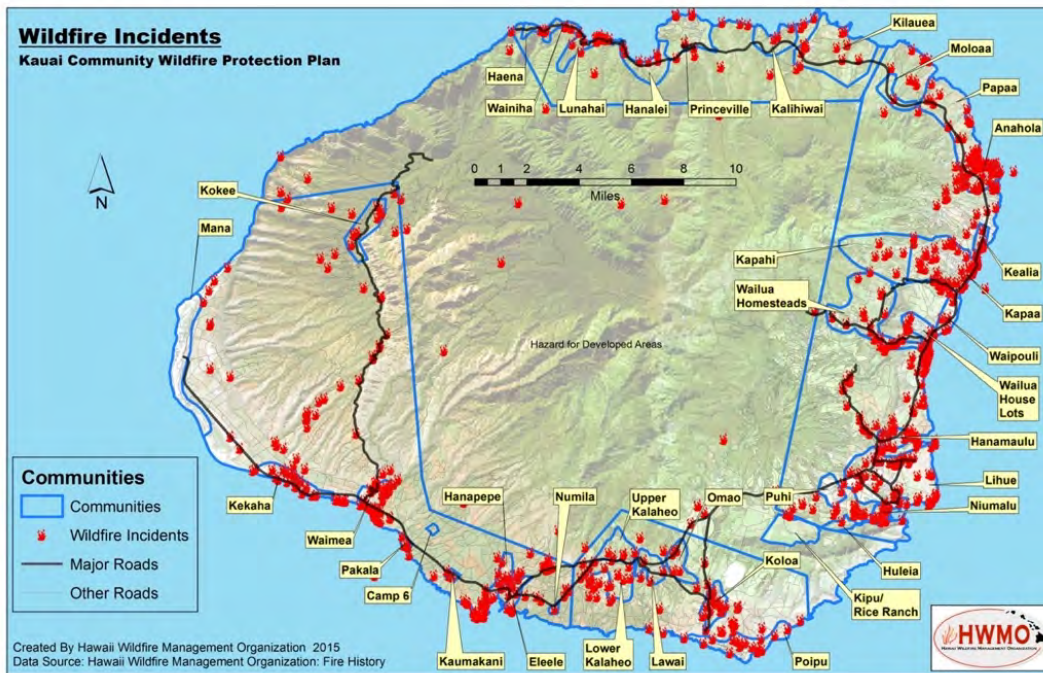 Wildfire Incidents
Kauai Community Wildfire Protection Plan
N
Kilauea
Moloaa
Papaa
Haena
Wainiha
Lunahai
Hanalei
Princeville
Kalihiwai
Anahola
0 2 4 6 8 10
Miles
Kokee
Mana
Kapahi
Kealia
Wailua
Homesteads
Kapaa
Hazard for Developed Areas
Waipouli
Wailua
House
Lots
Hanamaulu
Communities
Communities
Wildfire Incidents
Major Roads
Other Roads
Kekaha
Waimea
Hanapepe
Numila
Upper
Kalaheo
Omao
Puhi
Lihue
Niumalu
Pakala
Camp 6
Koloa
Huleia
Kipu/
Rice Ranch
Kaumakani
Eleele
Lower
Kalaheo
Lawai
Poipu
Created By Hawaii Wildfire Management Organization 2015
Data Source: Hawaii Wildfire Management Organization: Fire History
HWMO
Hawaii Wildfire Management Organization